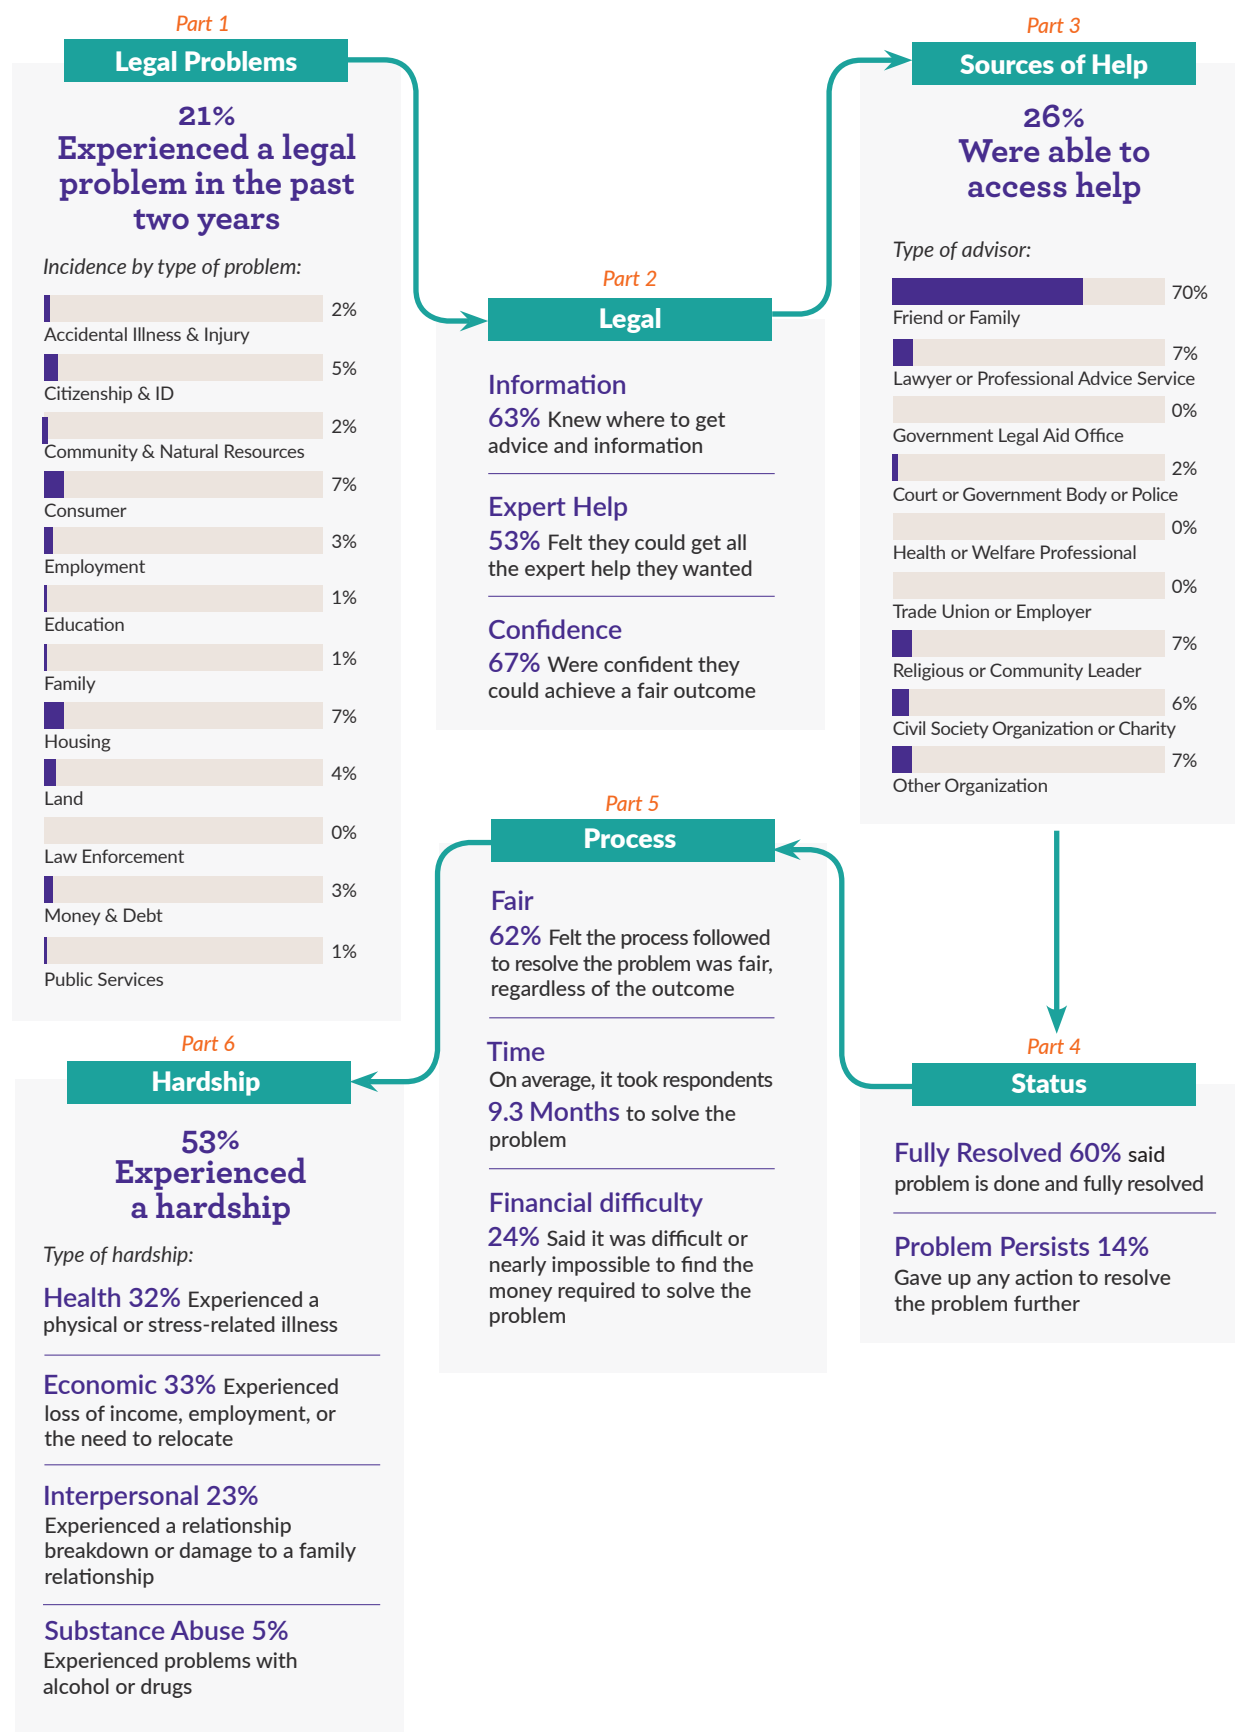 Part 1
Legal Problems
21%
Experienced a legal
problem in the past
two years
Incidence by type of problem:
2%
Accidental Illness & Injury
5%
Citizenship & ID
2%
Community & Natural Resources
7%
Consumer
3%
Employment
1%
Education
1%
Family
7%
Housing
4%
Land
0%
Law Enforcement
3%
Money & Debt
1%
Public Services
Part 2
Legal
Information
63% Knew where to get
advice and information
Expert Help
53% Felt they could get all
the expert help they wanted
Confidence
67% Were confident they
could achieve a fair outcome
Part 3
Sources of Help
26%
Were able to
access help
Type of advisor:
70%
Friend or Family
7%
Lawyer or Professional Advice Service
0%
Government Legal Aid Office
2%
Court or Government Body or Police
0%
Health or Welfare Professional
0%
Trade Union or Employer
7%
Religious or Community Leader
6%
Civil Society Organization or Charity
7%
Other Organization
Part 4
Status
Fully Resolved 60% said
problem is done and fully resolved
Problem Persists 14%
Gave up any action to resolve
the problem further
Part 5
Process
Fair
62% Felt the process followed
to resolve the problem was fair,
regardless of the outcome
Time
On average, it took respondents
9.3 Months to solve the
problem
Financial difficulty
24% Said it was difficult or
nearly impossible to find the
money required to solve the
problem
Part 6
Hardship
53%
Experienced
a hardship
Type of hardship:
Health 32% Experienced a
physical or stress-related illness
Economic 33% Experienced
loss of income, employment, or
the need to relocate
Interpersonal 23%
Experienced a relationship
breakdown or damage to a family
relationship
Substance Abuse 5%
Experienced problems with
alcohol or drugs